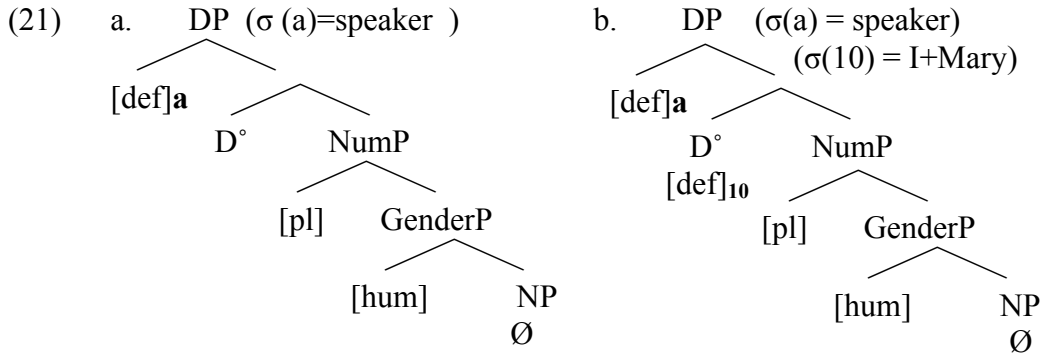 (21) a. DP (σ (a)=speaker ) b. DP (σ(a) = speaker)
(σ(10) = I+Mary)
[def]a [def]a
D° NumP D° NumP
[def]10
[pl] GenderP [pl] GenderP
[hum] NP [hum] NP
Ø Ø